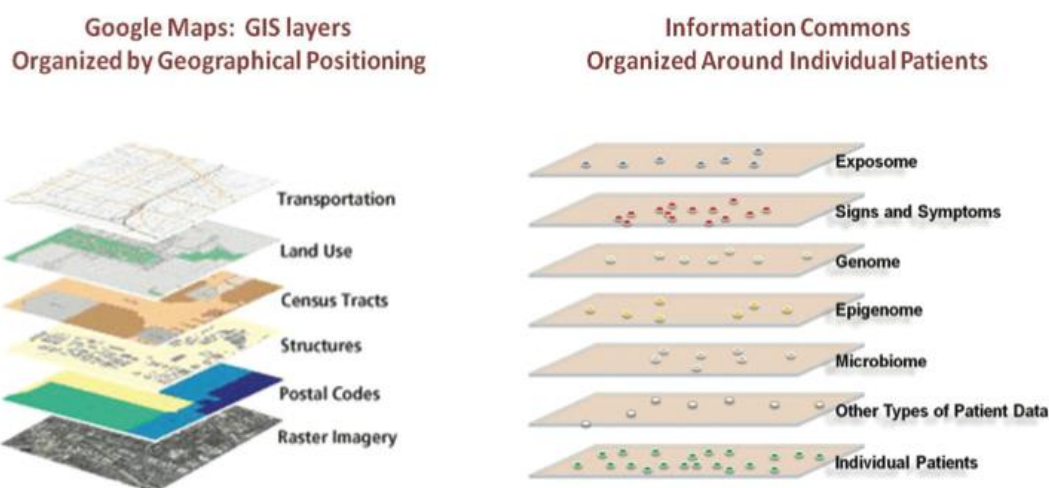 Google Maps: GIS layers
Organized by Geographical Positioning
Transportation
Land Use
Census Tracts
Structures
Postal Codes
Raster Imagery
Information Commons
Organized Around Individual Patients
Exposome
Signs and Symptoms
Genome
Epigenome
Microbiome
Other Types of Patient Data
Individual Patients